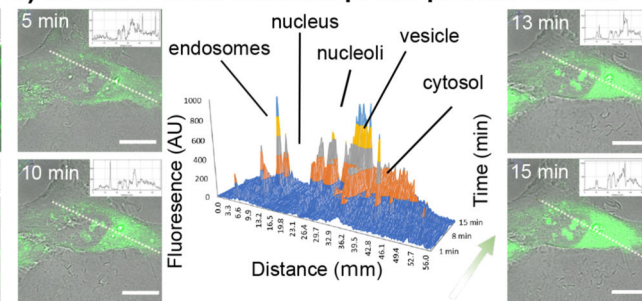 5 min
10 min
endosomes
nucleus
nucleoli
vesicle
cytosol
Fluoresence (AU)
1000
800
600
400
200
0
0.0
3.3
6.6
9.9
13.2
16.5
19.8
23.1
26.4
29.7
32.9
36.2
39.5
42.8
46.1
49.4
52.7
56.0
Distance (mm)
1 min
8 min
15 min
Time (min)
13 min
15 min